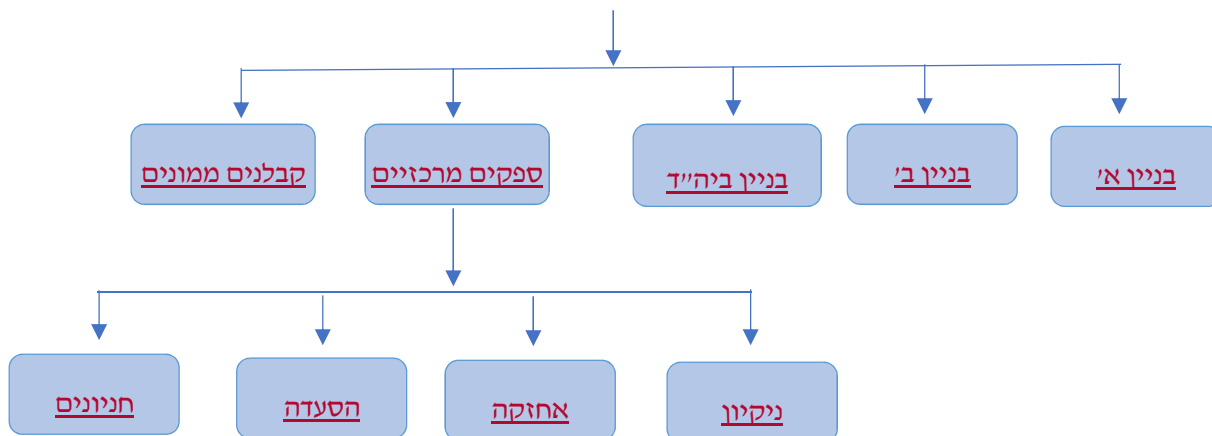 בניין א'
בניין ב'
בניין ביה"ד
ספקים מרכזיים
קבלנים ממונים
ניקיון
אחזקה
הסעדה
חניונים